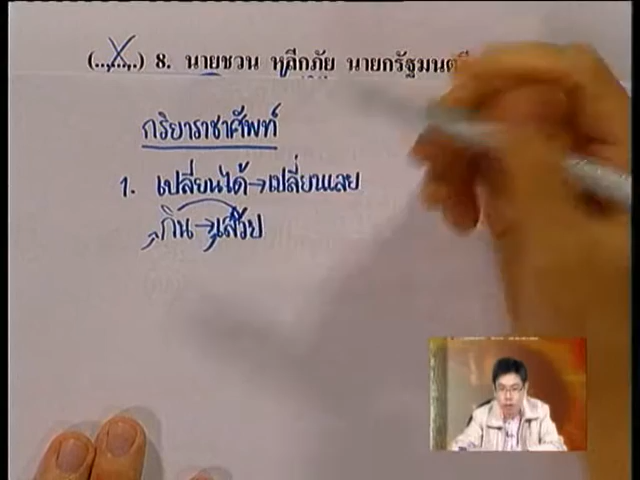 (..X..) 8. นายชวน หลีกภัย นายกรัฐมนตรี
กริยาราชาศัพท์
1. เปลี่ยนได้→เปลี่ยนเลย
กิน→เสวย